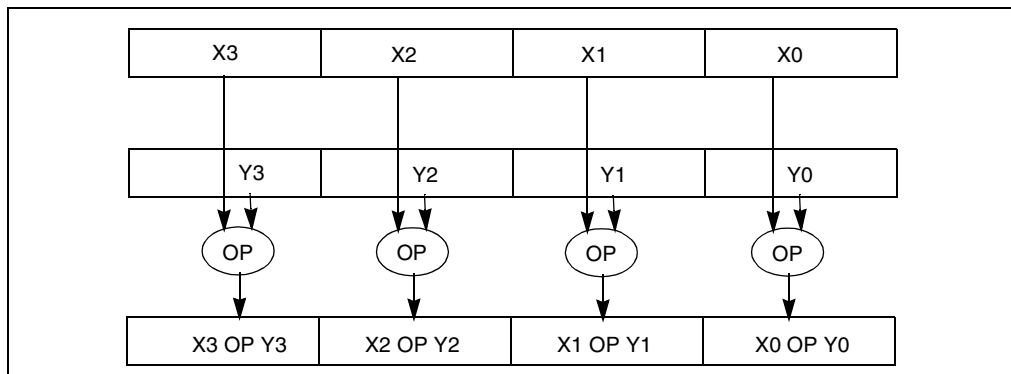 X3 X2 X1 X0
Y3 Y2 Y1 Y0
OP OP OP OP
X3 OP Y3 X2 OP Y2 X1 OP Y1 X0 OP Y0